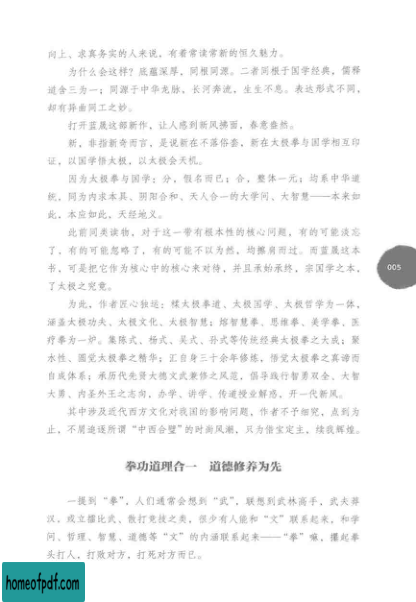 向上、求真务实的人来说，有着常读常新的恒久魅力。
为什么会这样？底蕴深厚，同根同源。二者同根于国学经典，儒释
道合三为一；同源于中华龙脉，长河奔流，生生不息。表达形式不同，
却有异曲同工之妙。
打开蓝晟这部新作，让人感到新风拂面，春意盎然。
新，非指新奇而言，是说新在不落俗套，新在太极拳与国学相互印
证，以国学悟太极，以太极会天机。
因为太极拳与国学：分，假名而已；合，整体一元；均系中华道
统，同为内求本具、阴阳合和、天人合一的大学问、大智慧——本来如
此，本应如此，天经地义。
此前同类读物，对于这一带有根本性的核心问题，有的可能淡忘
了，有的可能忽略了，有的可能不以为然，均擦肩而过。而蓝晟这本
书，可是把它作为核心中的核心来对待，并且承始承终，宗国学之本，
了太极之究竟。
为此，作者匠心独运：糅太极拳道、太极国学、太极哲学为一体，
涵盖太极功夫、太极文化、太极智慧；熔智慧拳、思维拳、美学拳、医
疗拳为一炉。集陈式、杨式、吴式、孙式等传统经典太极拳之大成；聚
水性、圆觉太极拳之精华；汇自身三十余年修炼，悟觉太极拳之真谛而
自成体系；承历代先贤大德文武兼修之风范，倡导践行智勇双全、大智
大勇、内圣外王之志向，办学、讲学、传道授业解惑，开一代新风。
其中涉及近代西方文化对我国的影响问题，作者不予细究，点到为
止，不屑追逐所谓“中西合璧”的时尚风潮，只为借宝定主，续我辉煌。
005
拳功道理合一 道德修养为先
一提到“拳”，人们通常会想到“武”，联想到武林高手、武夫莽
汉，或立擂比武、散打竞技之类，很少有人能和“文”联系起来，和学
问、哲理、智慧、道德等“文”的内涵联系起来——“拳”嘛，攥起拳
头打人，打败对方，打死对方而已。
homeofpdf.com